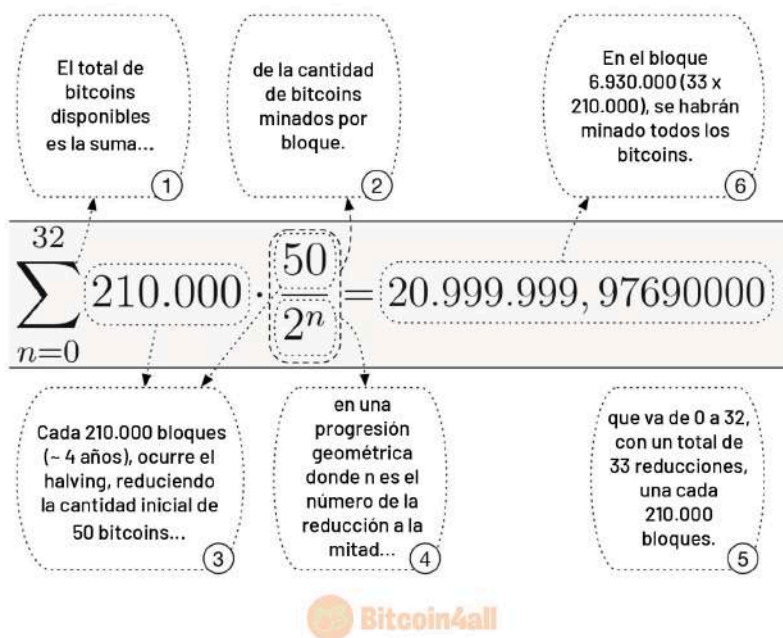 El total de
bitcoins
disponibles
es la suma...
1
de la cantidad
de bitcoins
minados por
bloque.
2
En el bloque
6.930.000 (33 x
210.000), se habrán
minado todos los
bitcoins.
6
32
∑ 210.000 · 50/2^n = 20.999.999, 97690000
n=0
Cada 210.000 bloques
(~ 4 años), ocurre el
halving, reduciendo
la cantidad inicial de
50 bitcoins...
3
en una
progresión
geométrica
donde n es el
número de la
reducción a la
mitad...
4
que va de 0 a 32,
con un total de
33 reducciones,
una cada
210.000
bloques.
5
Bitcoin4all